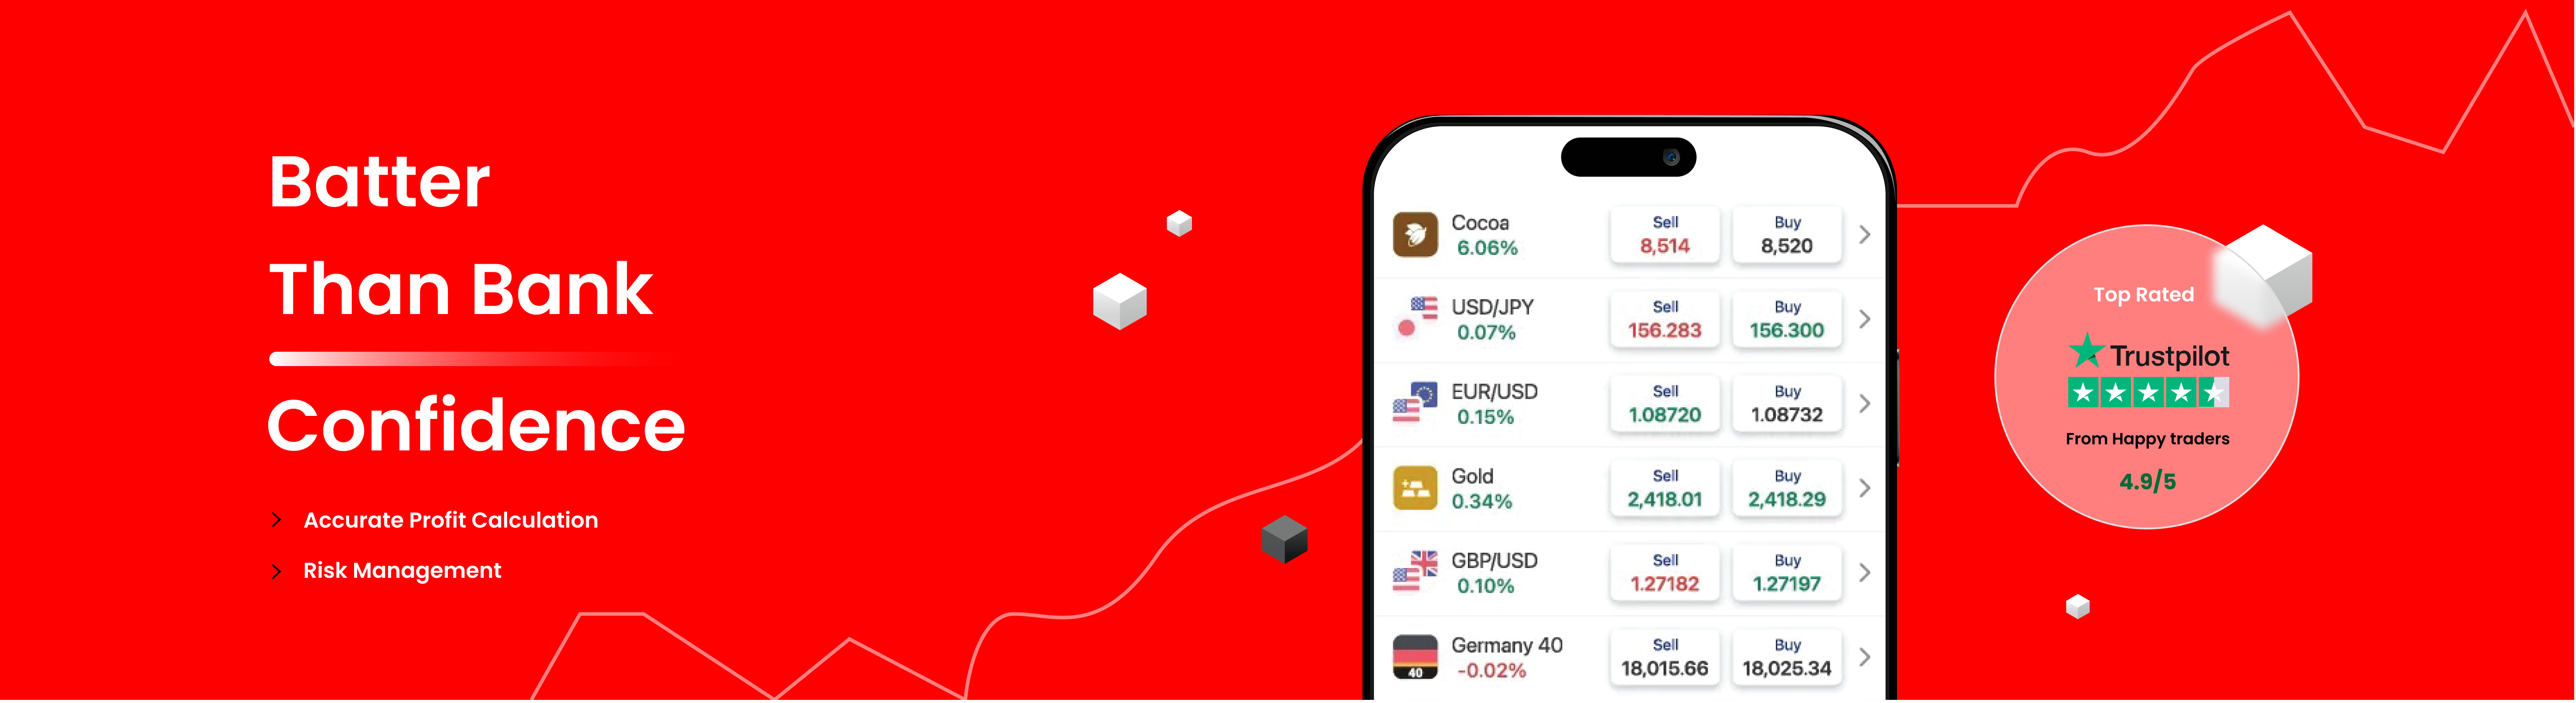 Batter
Than Bank
Confidence
Accurate Profit Calculation
Risk Management
Cocoa
6.06%
Sell
8,514
Buy
8,520
USD/JPY
0.07%
Sell
156.283
Buy
156.300
EUR/USD
0.15%
Sell
1.08720
Buy
1.08732
Gold
0.34%
Sell
2,418.01
Buy
2,418.29
GBP/USD
0.10%
Sell
1.27182
Buy
1.27197
Germany 40
-0.02%
40
Sell
18,015.66
Buy
18,025.34
Top Rated
Trustpilot
From Happy traders
4.9/5